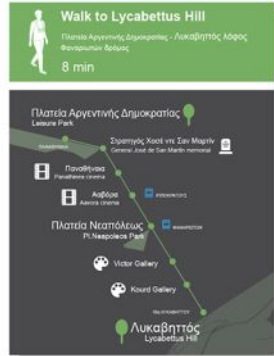 Walk to Lycabettus Hill
Πλατεία Αργεντινής Δημοκρατίας - Λυκαβηττός λόφος
Φαναριωτών δρόμος
8 min
Πλατεία Αργεντινής Δημοκρατίας
Leisure Park
Στρατηγός Χοσέ ντε Σαν Μαρτίν
General José de San Martín memorial
Παναθήναια
Panathinea cinema
Ααβόρα
Aavora cinema
Πλατεία Νεαπόλεως
Pl.Neapoleos Park
Victor Gallery
Kourd Gallery
Λυκαβηττός
Lycabettus Hill